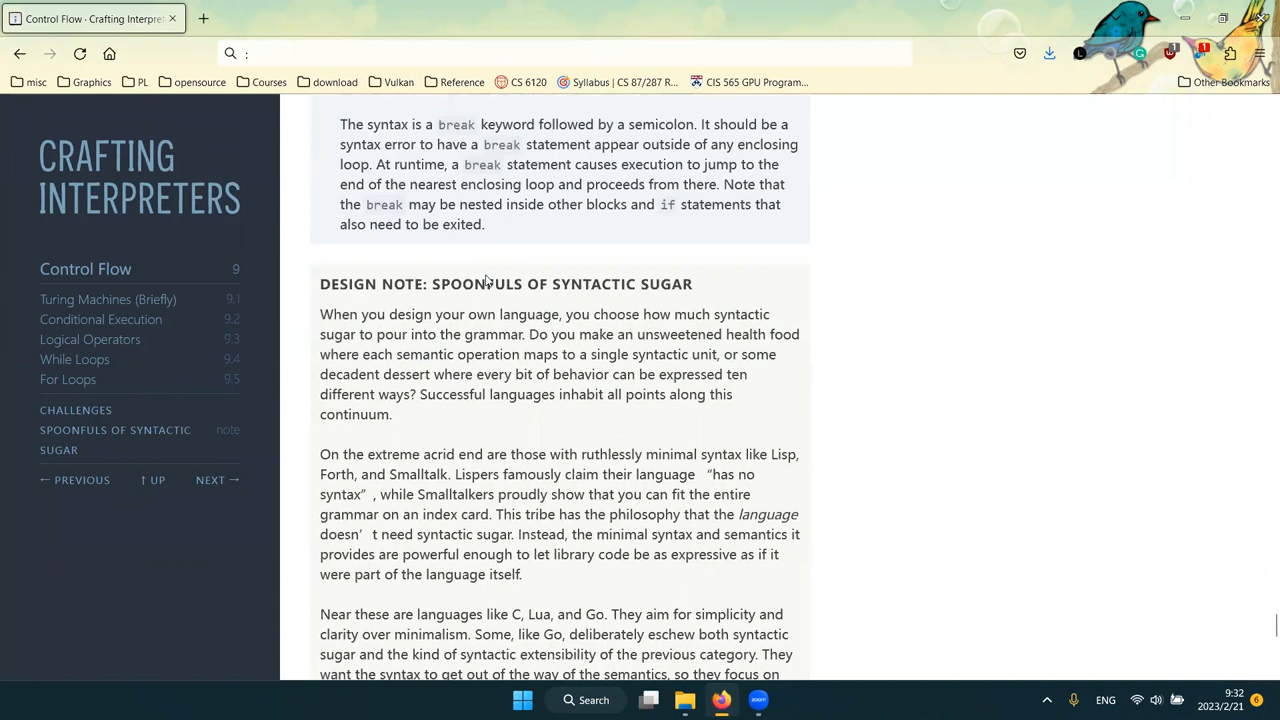 Control Flow · Crafting Interpret
:
1
1
misc
Graphics
PL
opensource
Courses
download
Vulkan
Reference
CS 6120
Syllabus | CS 87/287 R...
CIS 565 GPU Program...
Other Bookmarks
CRAFTING
INTERPRETERS
Control Flow 9
Turing Machines (Briefly) 9.1
Conditional Execution 9.2
Logical Operators 9.3
While Loops 9.4
For Loops 9.5
CHALLENGES
SPOONFULS OF SYNTACTIC note
SUGAR
← PREVIOUS ↑ UP NEXT →
The syntax is a break keyword followed by a semicolon. It should be a
syntax error to have a break statement appear outside of any enclosing
loop. At runtime, a break statement causes execution to jump to the
end of the nearest enclosing loop and proceeds from there. Note that
the break may be nested inside other blocks and if statements that
also need to be exited.
DESIGN NOTE: SPOONFULS OF SYNTACTIC SUGAR
When you design your own language, you choose how much syntactic
sugar to pour into the grammar. Do you make an unsweetened health food
where each semantic operation maps to a single syntactic unit, or some
decadent dessert where every bit of behavior can be expressed ten
different ways? Successful languages inhabit all points along this
continuum.
On the extreme acrid end are those with ruthlessly minimal syntax like Lisp,
Forth, and Smalltalk. Lispers famously claim their language “has no
syntax”, while Smalltalkers proudly show that you can fit the entire
grammar on an index card. This tribe has the philosophy that the language
doesn’t need syntactic sugar. Instead, the minimal syntax and semantics it
provides are powerful enough to let library code be as expressive as if it
were part of the language itself.
Near these are languages like C, Lua, and Go. They aim for simplicity and
clarity over minimalism. Some, like Go, deliberately eschew both syntactic
sugar and the kind of syntactic extensibility of the previous category. They
want the syntax to get out of the way of the semantics, so they focus on
Search
ENG
9:32
2023/2/21
6